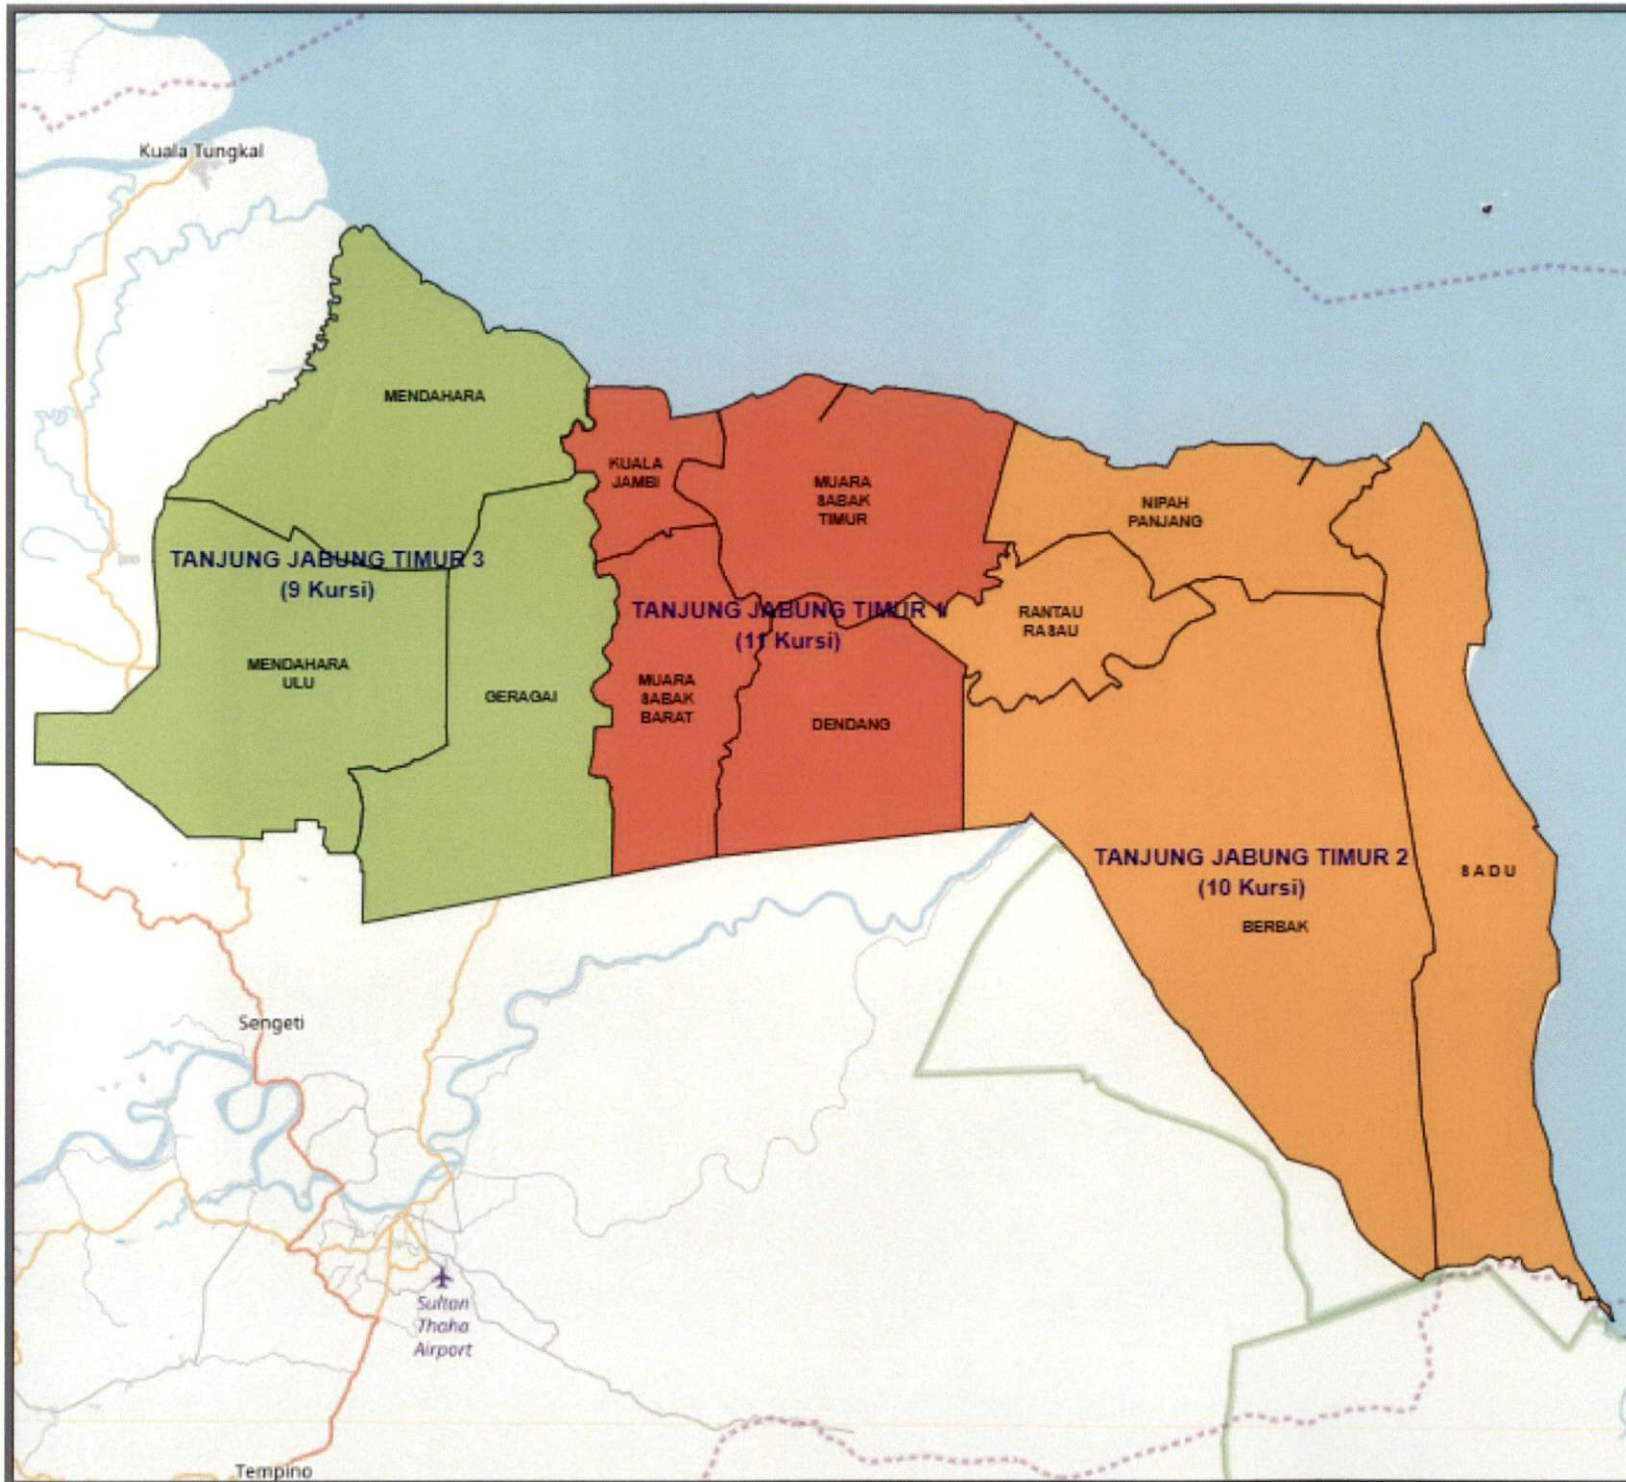 Kuala Tungkal
MENDAHARA
KUALA
JAMBI
MUARA
SABAK
TIMUR
NIPAH
PANJANG
TANJUNG JABUNG TIMUR 3
(9 Kursi)
TANJUNG JABUNG TIMUR 1
(11 Kursi)
RANTAU
RASAU
MENDAHARA
ULU
GERAGAI
MUARA
SABAK
BARAT
DENDANG
TANJUNG JABUNG TIMUR 2
(10 Kursi)
SADU
BERBAK
Sengeti
Sultan
Thaha
Airport
Tempino